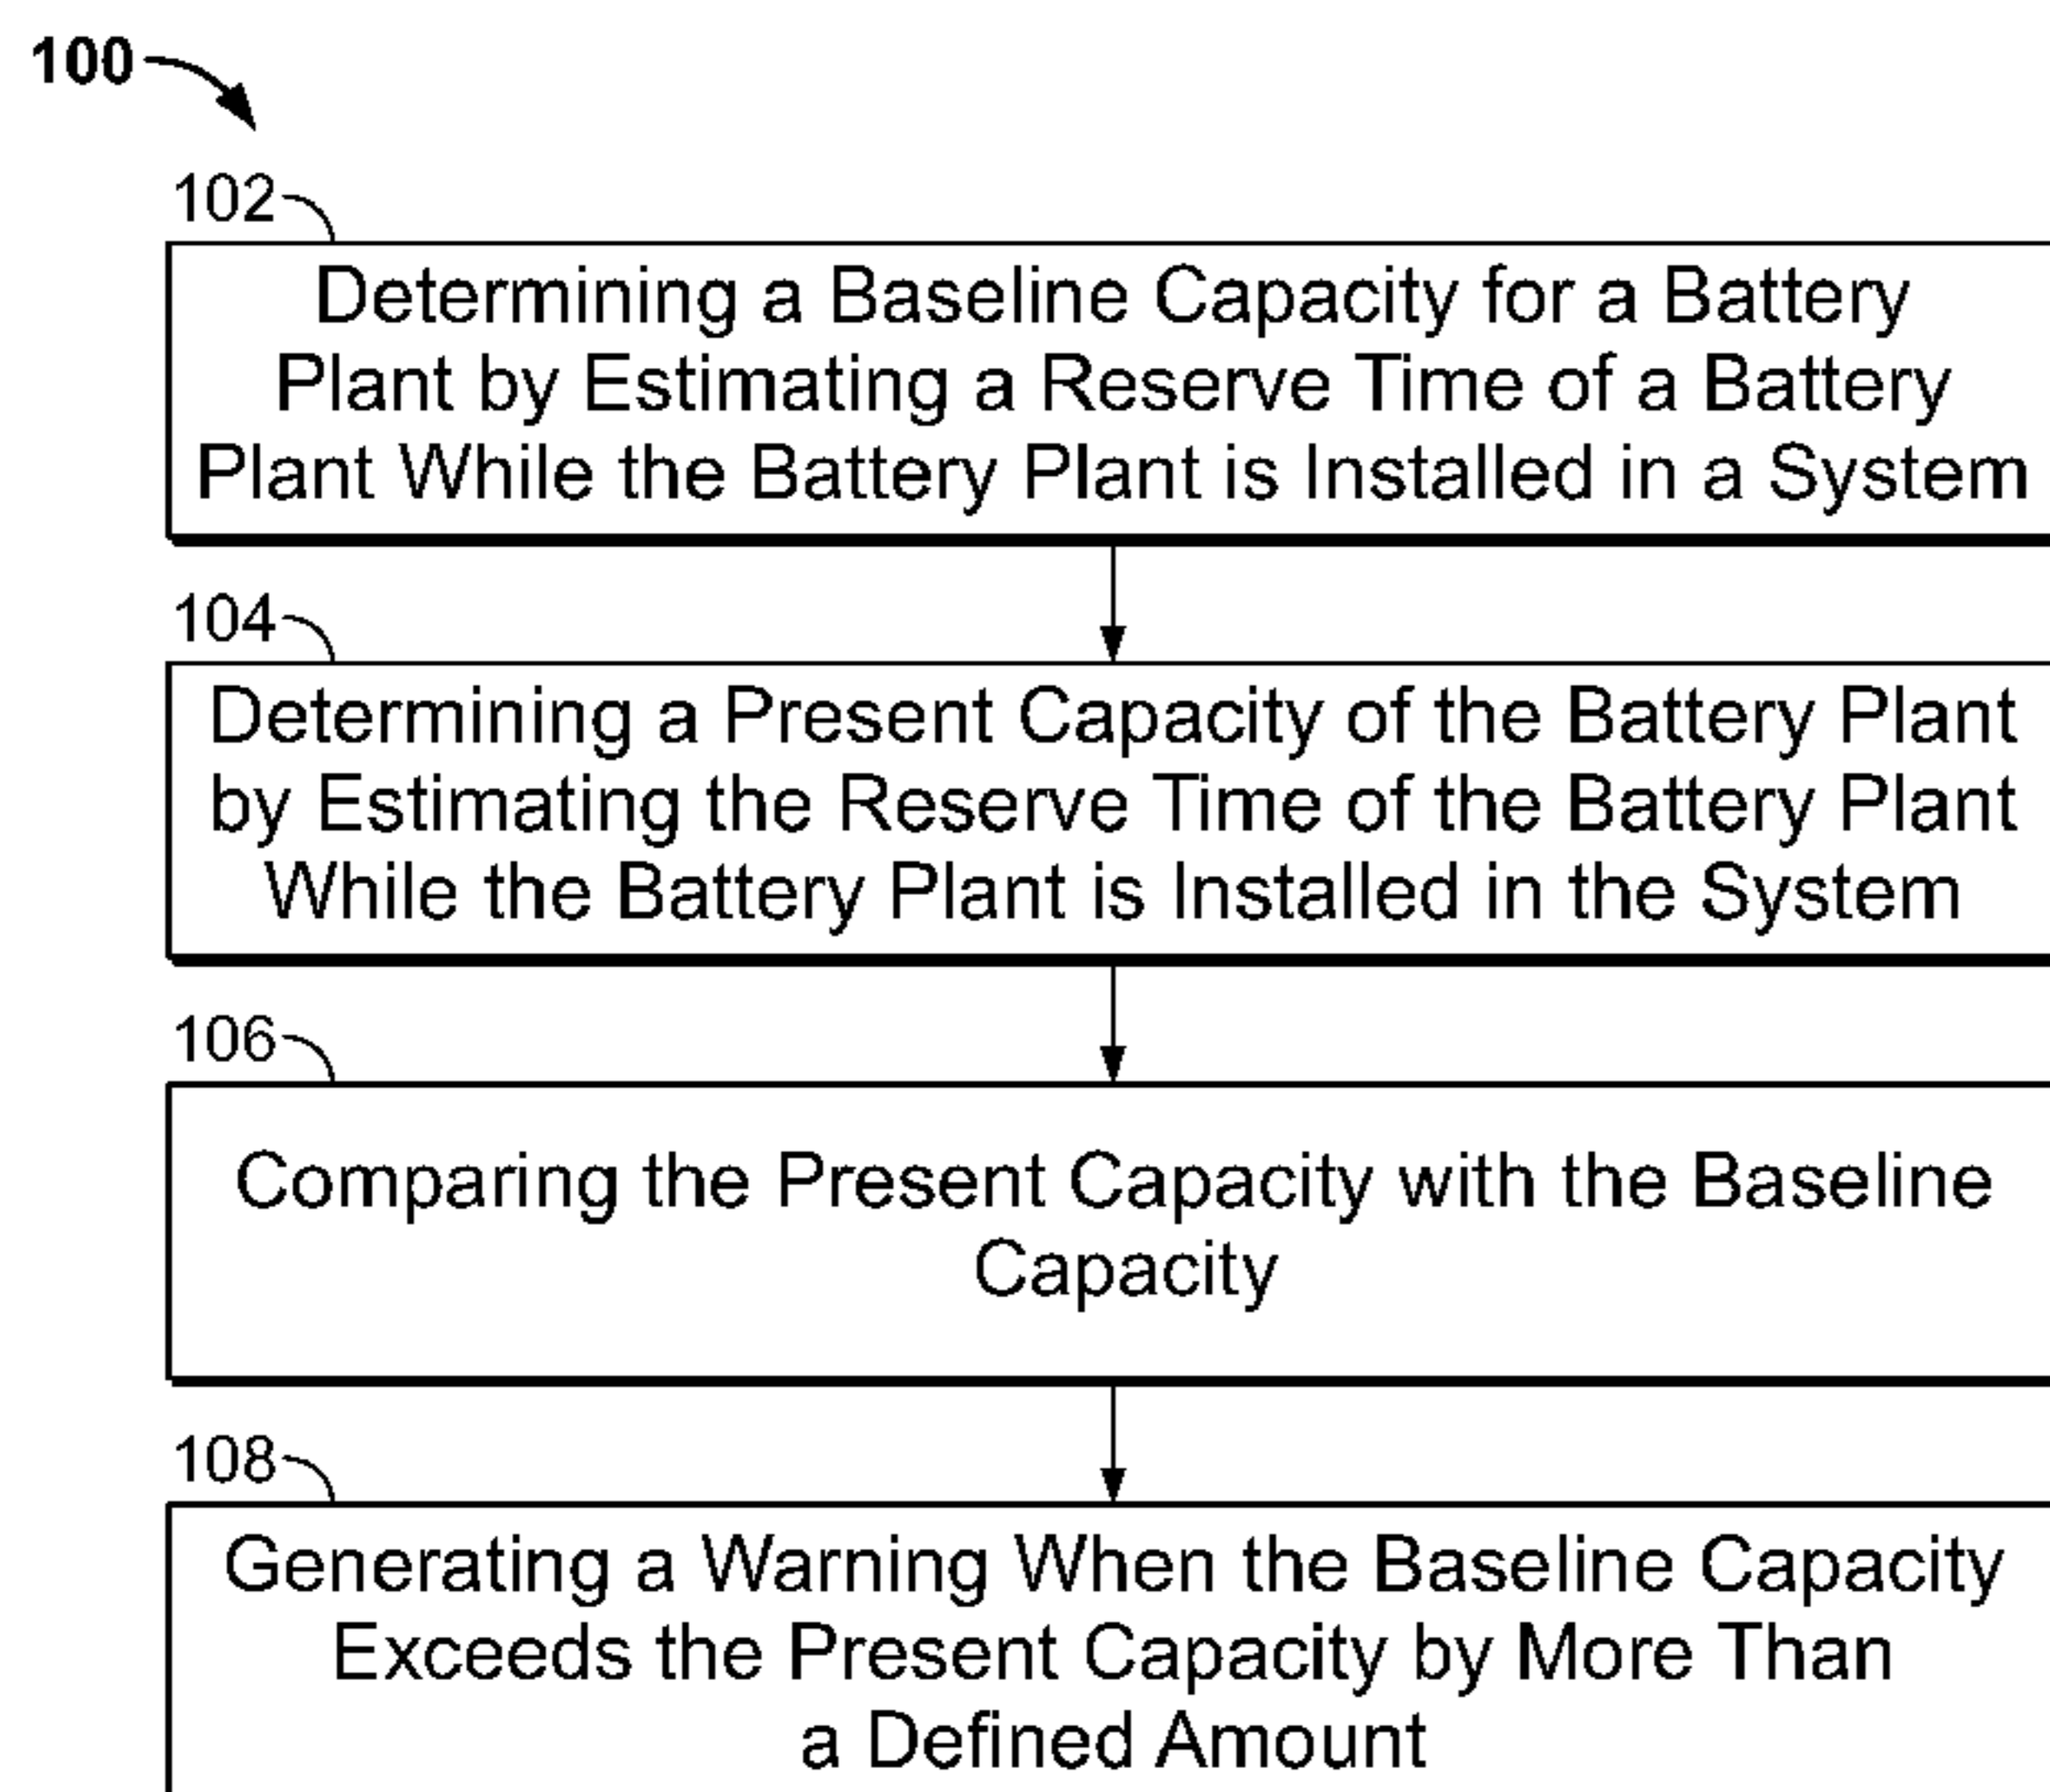 100
102
Determining a Baseline Capacity for a Battery
Plant by Estimating a Reserve Time of a Battery
Plant While the Battery Plant is Installed in a System
104
Determining a Present Capacity of the Battery Plant
by Estimating the Reserve Time of the Battery Plant
While the Battery Plant is Installed in the System
106
Comparing the Present Capacity with the Baseline
Capacity
108
Generating a Warning When the Baseline Capacity
Exceeds the Present Capacity by More Than
a Defined Amount